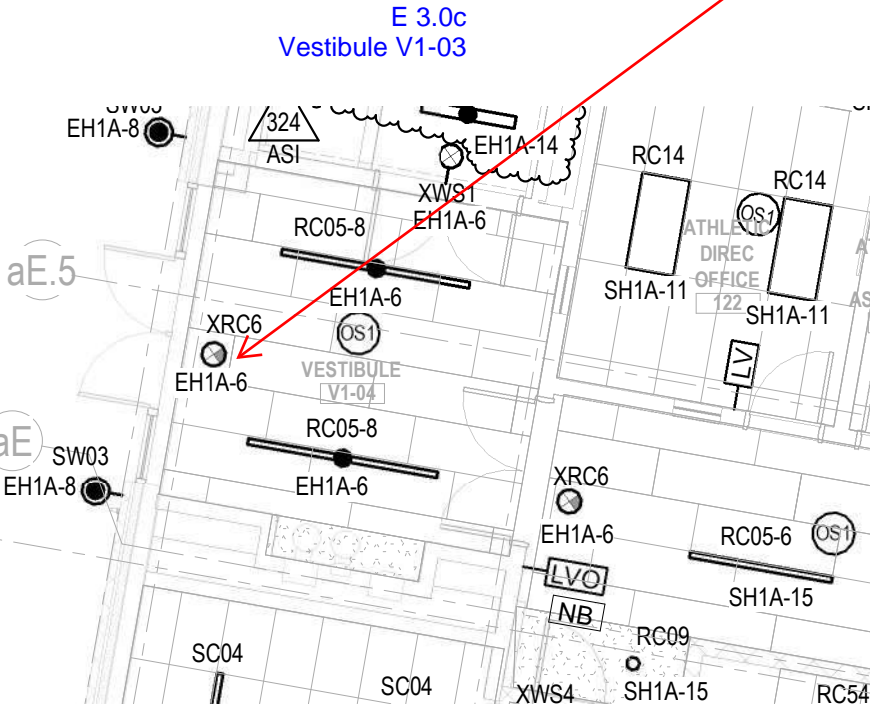 E 3.0c
Vestibule V1-03
EH1A-8
324
ASI
EH1A-14
XWS1
EH1A-6
RC14
RC14
OS1
ATHLETIC
DIREC
OFFICE
122
SH1A-11
SH1A-11
RC05-8
EH1A-6
aE.5
XRC6
EH1A-6
OS1
VESTIBULE
V1-04
LV
RC05-8
EH1A-6
aE
SW03
EH1A-8
XRC6
EH1A-6
RC05-6
OS1
SH1A-15
LVO
NB
RC09
SH1A-15
SC04
SC04
XWS4
RC54